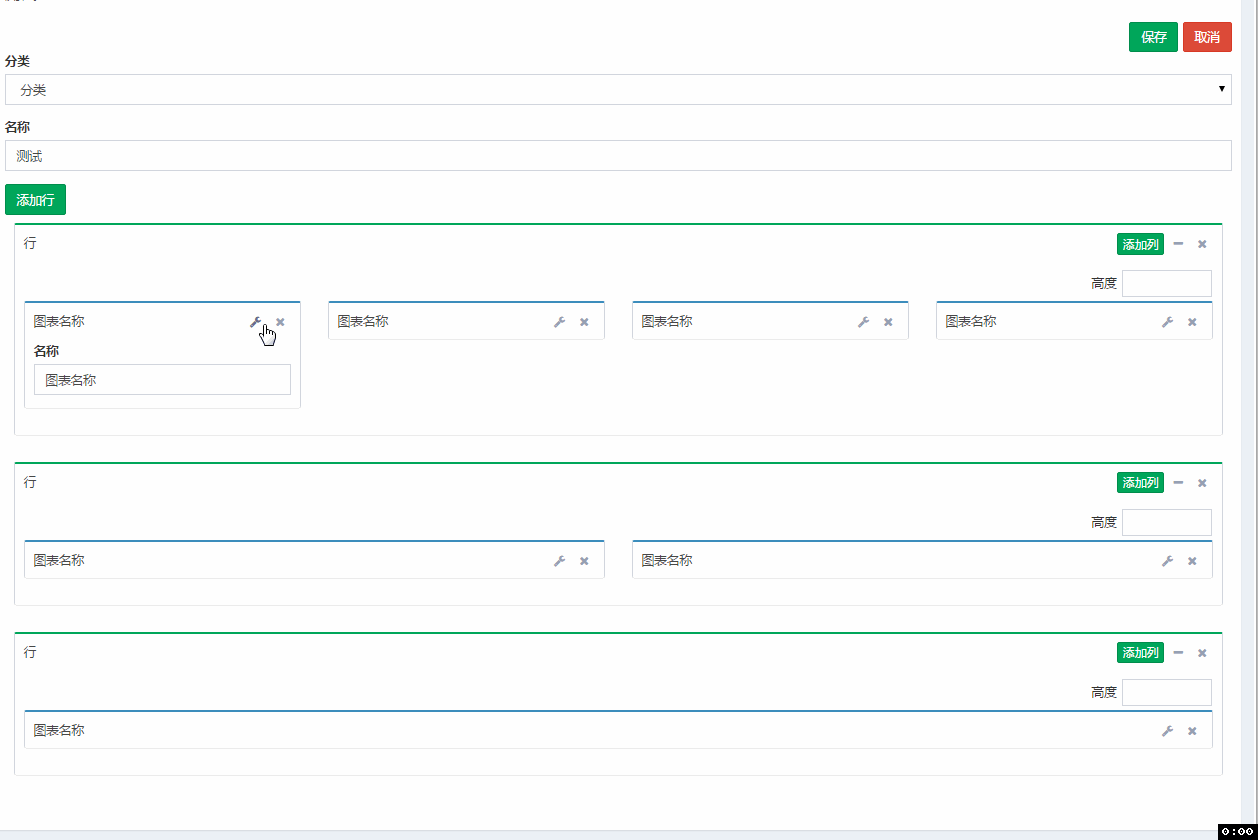 保存 取消
分类
分类
名称
测试
添加行
行 添加列
高度
图表名称 图表名称 图表名称 图表名称
名称
图表名称
行 添加列
高度
图表名称 图表名称
行 添加列
高度
图表名称
0:00